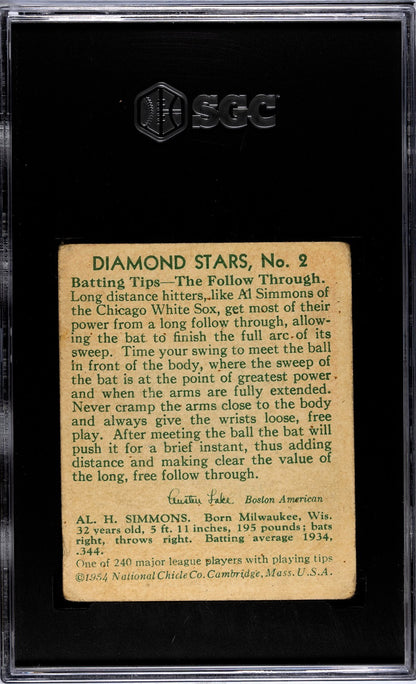 SGC
DIAMOND STARS, No. 2
Batting Tips—The Follow Through.
Long distance hitters, like Al Simmons of
the Chicago White Sox, get most of their
power from a long follow through, allow-
ing the bat to finish the full arc of its
sweep. Time your swing to meet the ball
in front of the body, where the sweep of
the bat is at the point of greatest power
and when the arms are fully extended.
Never cramp the arms close to the body
and always give the wrists loose, free
play. After meeting the ball the bat will
push it for a brief instant, thus adding
distance and making clear the value of
the long, free follow through.
Austen Lake Boston American
AL. H. SIMMONS. Born Milwaukee, Wis.
32 years old, 5 ft. 11 inches, 195 pounds; bats
right, throws right. Batting average 1934,
.344.
One of 240 major league players with playing tips
©1934 National Chicle Co. Cambridge, Mass. U.S.A.